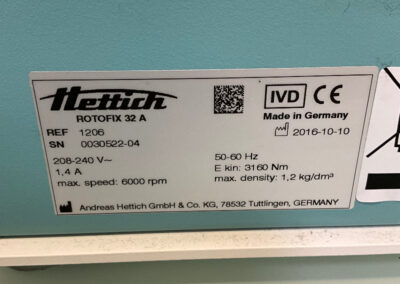 Hettich
ROTOFIX 32 A
IVD CE
Made in Germany
REF 1206
2016-10-10
SN 0030522-04
208-240 V~
50-60 Hz
1,4 A
E kin: 3160 Nm
max. speed: 6000 rpm
max. density: 1,2 kg/dm³
Andreas Hettich GmbH & Co. KG, 78532 Tuttlingen, GERMANY